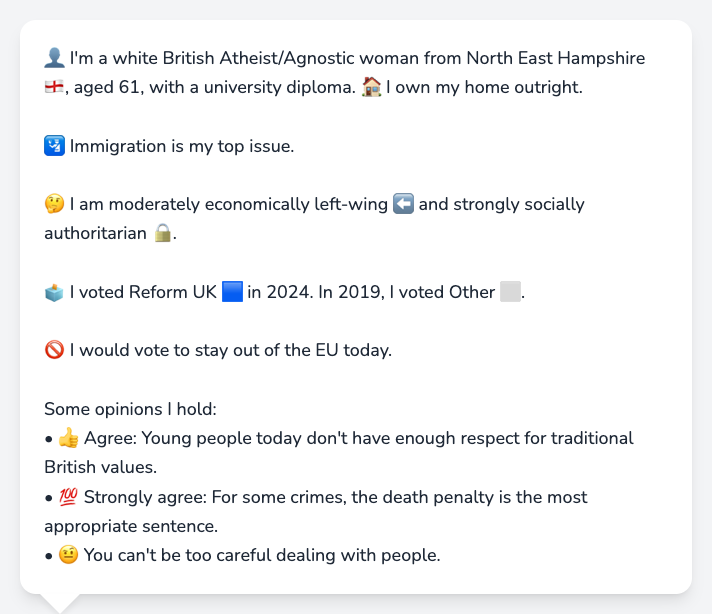 👤 I'm a white British Atheist/Agnostic woman from North East Hampshire
🏴󠁧󠁢󠁥󠁮󠁧󠁿, aged 61, with a university diploma. 🏠 I own my home outright.
🛂 Immigration is my top issue.
🤔 I am moderately economically left-wing ⬅️ and strongly socially
authoritarian 🔒.
🗳️ I voted Reform UK 🟦 in 2024. In 2019, I voted Other ⬜.
🚫 I would vote to stay out of the EU today.
Some opinions I hold:
• 👍 Agree: Young people today don't have enough respect for traditional
British values.
• 💯 Strongly agree: For some crimes, the death penalty is the most
appropriate sentence.
• 🤨 You can't be too careful dealing with people.